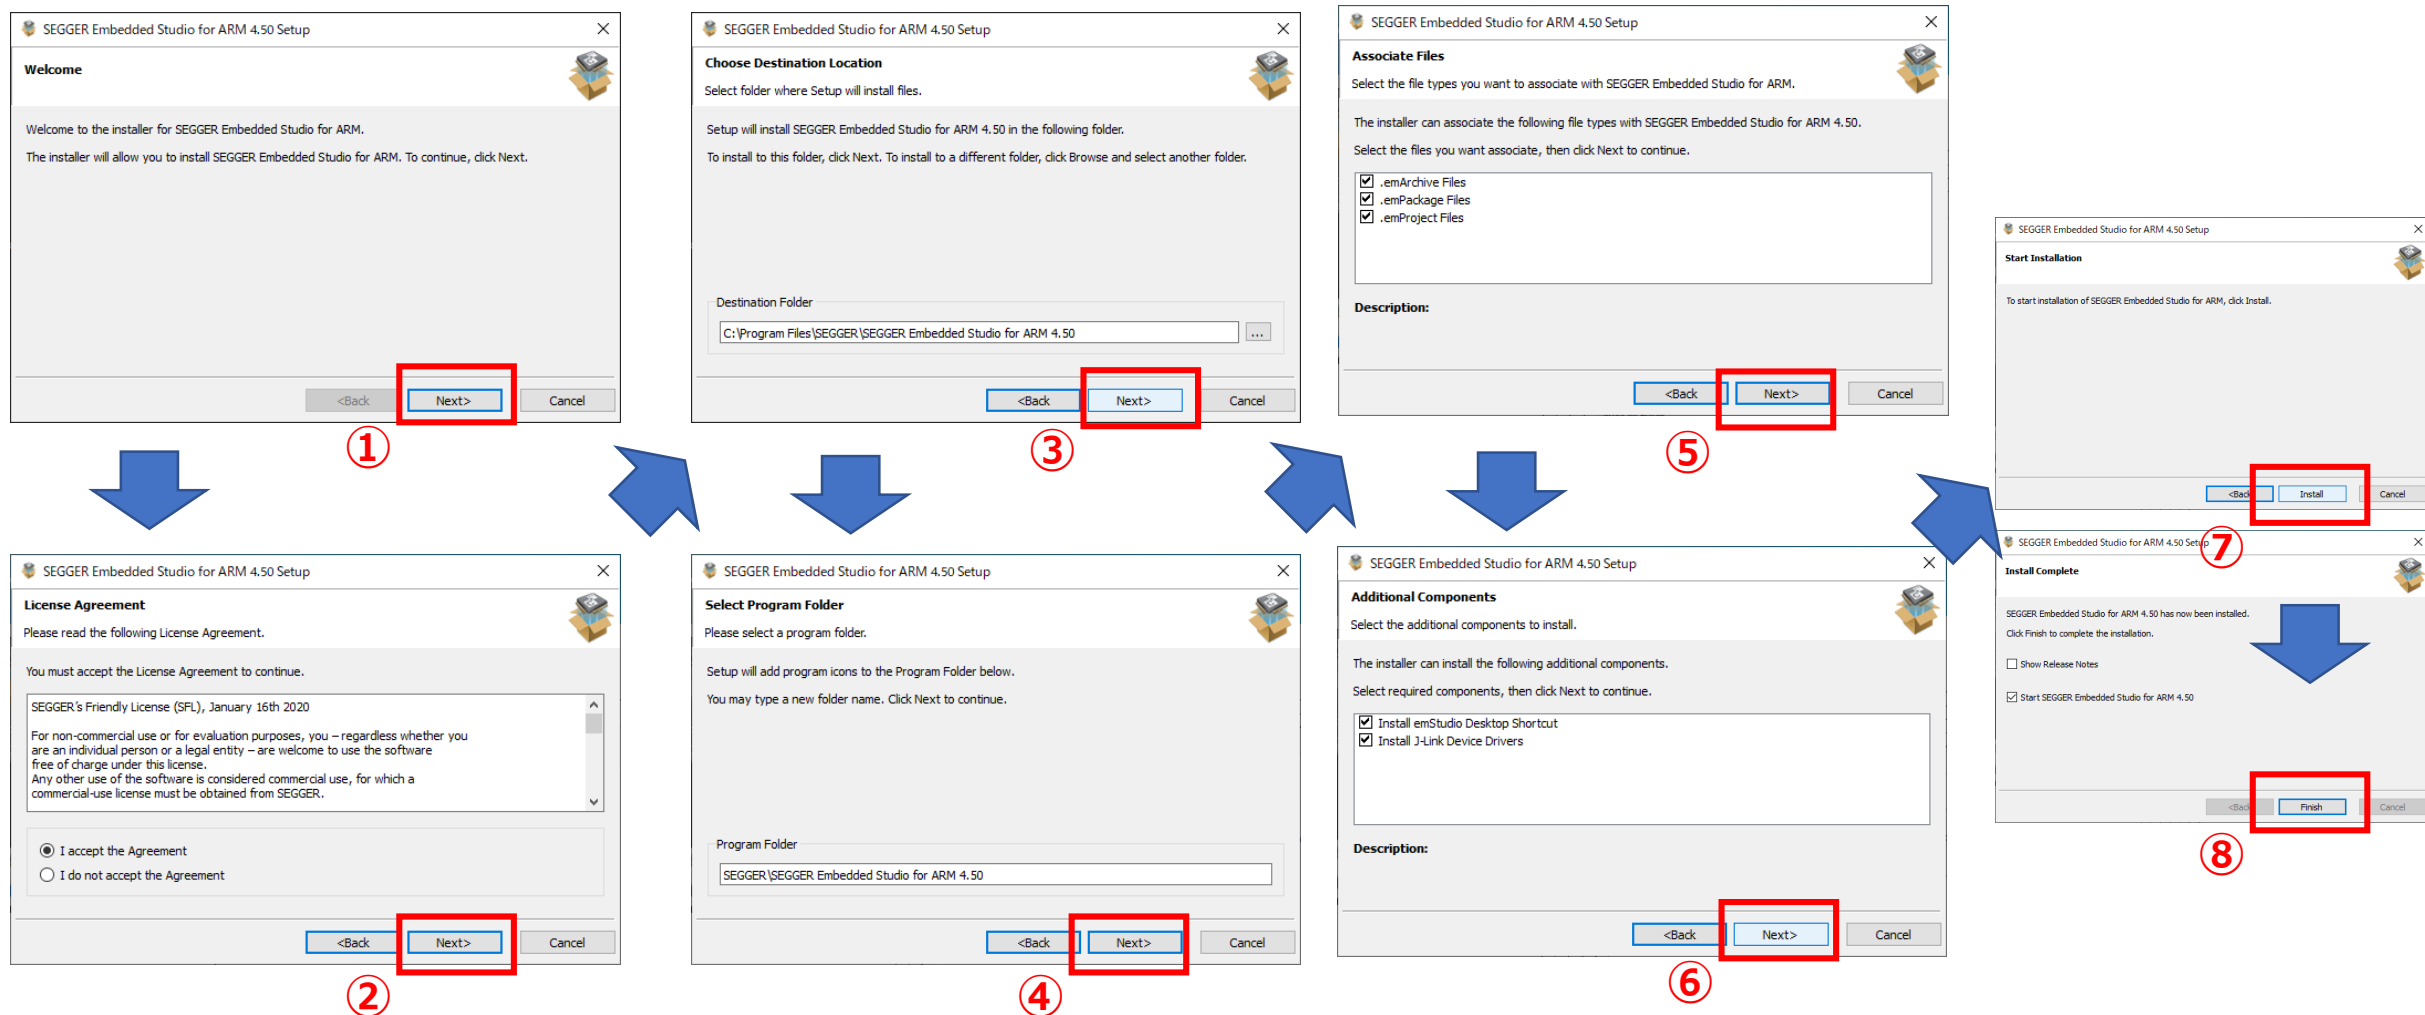 SEGGER Embedded Studio for ARM 4.50 Setup
Welcome
Welcome to the installer for SEGGER Embedded Studio for ARM.
The installer will allow you to install SEGGER Embedded Studio for ARM. To continue, click Next.
<Back Next> Cancel
①
SEGGER Embedded Studio for ARM 4.50 Setup
License Agreement
Please read the following License Agreement.
You must accept the License Agreement to continue.
SEGGER's Friendly License (SFL), January 16th 2020
For non-commercial use or for evaluation purposes, you – regardless whether you
are an individual person or a legal entity – are welcome to use the software
free of charge under this license.
Any other use of the software is considered commercial use, for which a
commercial-use license must be obtained from SEGGER.
I accept the Agreement
I do not accept the Agreement
<Back Next> Cancel
②
SEGGER Embedded Studio for ARM 4.50 Setup
Choose Destination Location
Select folder where Setup will install files.
Setup will install SEGGER Embedded Studio for ARM 4.50 in the following folder.
To install to this folder, click Next. To install to a different folder, click Browse and select another folder.
Destination Folder
C:\Program Files\SEGGER\SEGGER Embedded Studio for ARM 4.50 ...
<Back Next> Cancel
③
SEGGER Embedded Studio for ARM 4.50 Setup
Select Program Folder
Please select a program folder.
Setup will add program icons to the Program Folder below.
You may type a new folder name. Click Next to continue.
Program Folder
SEGGER\SEGGER Embedded Studio for ARM 4.50
<Back Next> Cancel
④
SEGGER Embedded Studio for ARM 4.50 Setup
Associate Files
Select the file types you want to associate with SEGGER Embedded Studio for ARM.
The installer can associate the following file types with SEGGER Embedded Studio for ARM 4.50.
Select the files you want associate, then click Next to continue.
.emArchive Files
.emPackage Files
.emProject Files
Description:
<Back Next> Cancel
⑤
SEGGER Embedded Studio for ARM 4.50 Setup
Additional Components
Select the additional components to install.
The installer can install the following additional components.
Select required components, then click Next to continue.
Install emStudio Desktop Shortcut
Install J-Link Device Drivers
Description:
<Back Next> Cancel
⑥
SEGGER Embedded Studio for ARM 4.50 Setup
Start Installation
To start installation of SEGGER Embedded Studio for ARM, click Install.
<Back Install Cancel
⑦
SEGGER Embedded Studio for ARM 4.50 Setup
Install Complete
SEGGER Embedded Studio for ARM 4.50 has now been installed.
Click Finish to complete the installation.
Show Release Notes
Start SEGGER Embedded Studio for ARM 4.50
<Back Finish Cancel
⑧